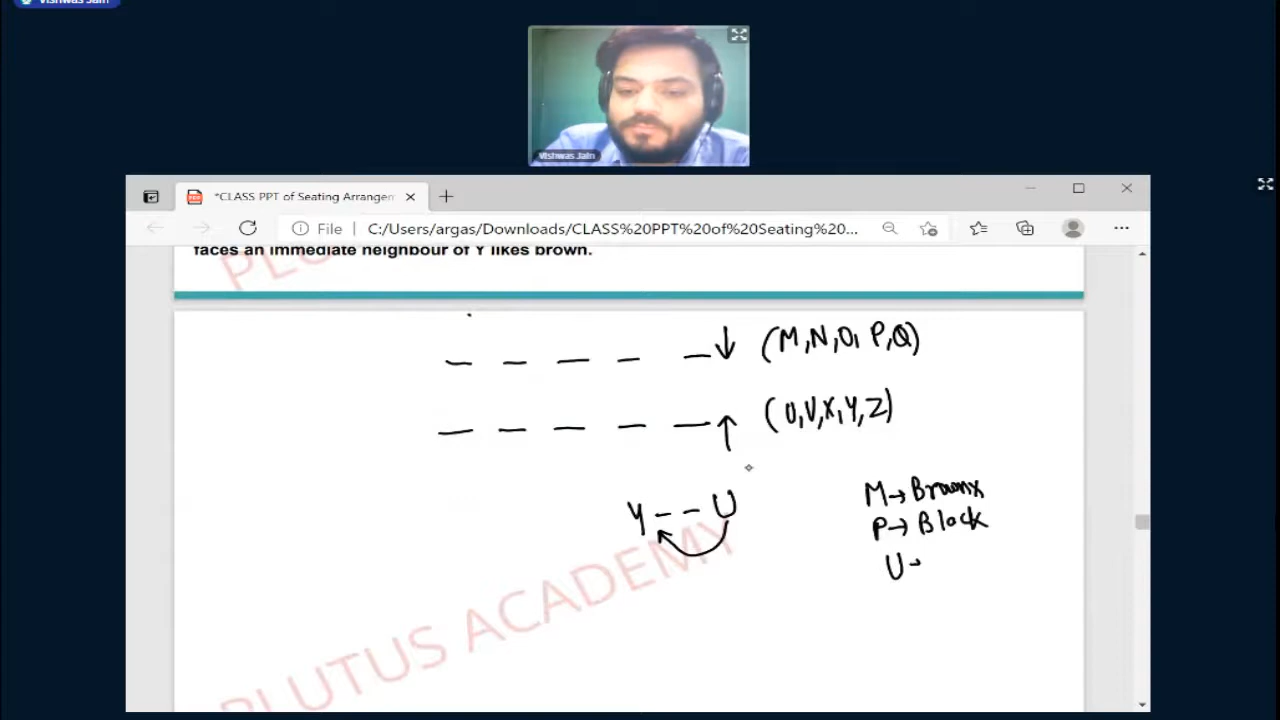 Vishwas Jain
Vishwas Jain
*CLASS PPT of Seating Arranger
File C:/Users/argas/Downloads/CLASS%20PPT%20of%20Seating%20...
faces an immediate neighbour of Y likes brown.
(M,N,O,P,Q)
(U,V,X,Y,Z)
Y – – U
M→Brown x
P→Black
U→
PLUTUS ACADEMY
PLUTUS ACADEMY